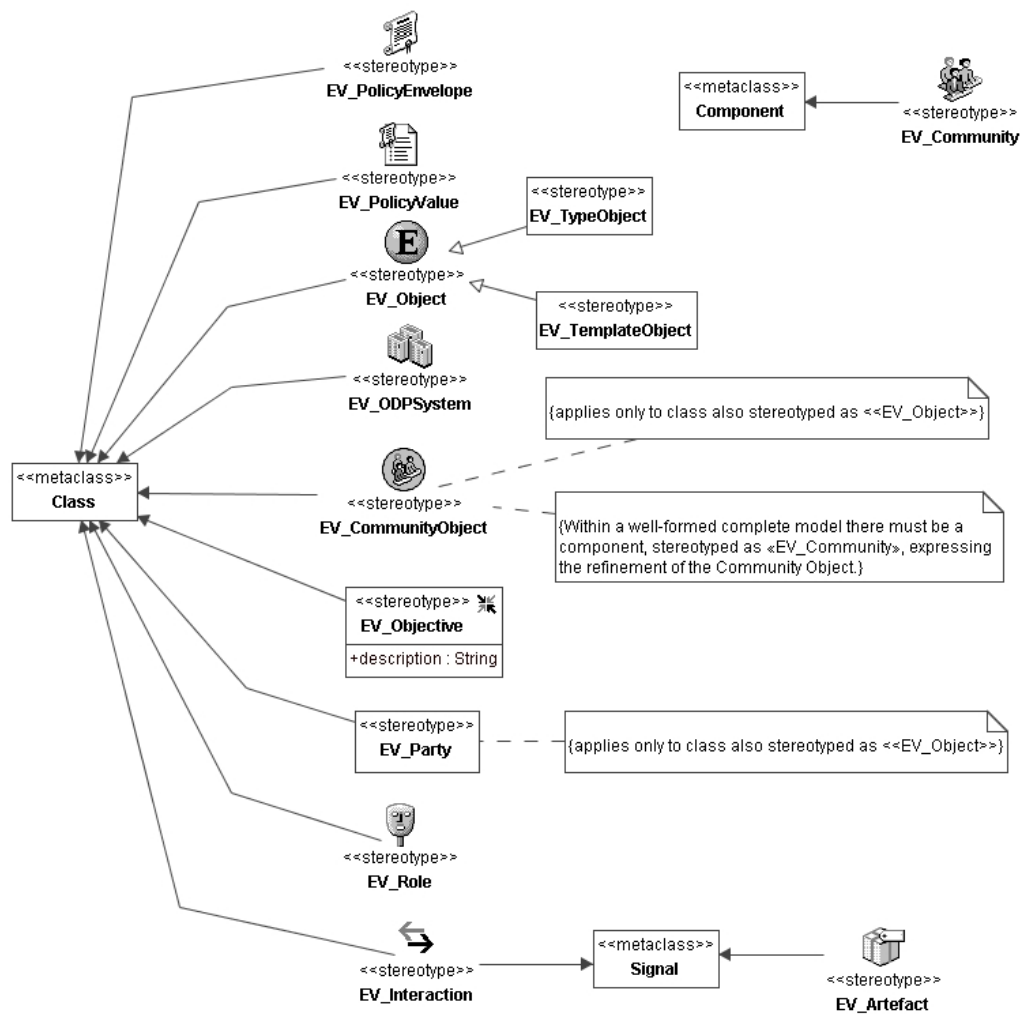 <<stereotype>>
EV_PolicyEnvelope
<<metaclass>>
Component
<<stereotype>>
EV_Community
<<stereotype>>
EV_PolicyValue
<<stereotype>>
EV_TypeObject
E
<<stereotype>>
EV_Object
<<stereotype>>
EV_TemplateObject
<<stereotype>>
EV_ODPSystem
{applies only to class also stereotyped as <<EV_Object>>}
<<metaclass>>
Class
<<stereotype>>
EV_CommunityObject
{Within a well-formed complete model there must be a
component, stereotyped as «EV_Community», expressing
the refinement of the Community Object.}
<<stereotype>>
EV_Objective
+description : String
<<stereotype>>
EV_Party
{applies only to class also stereotyped as <<EV_Object>>}
<<stereotype>>
EV_Role
<<stereotype>>
EV_Interaction
<<metaclass>>
Signal
<<stereotype>>
EV_Artefact